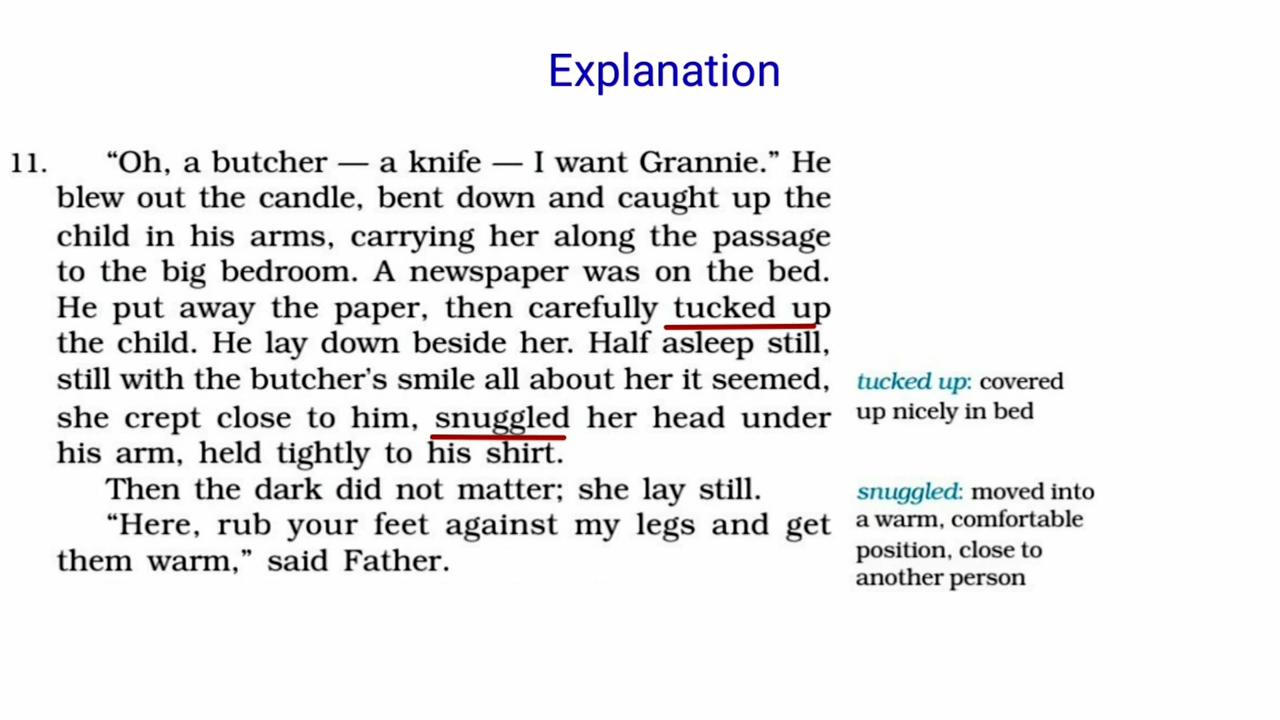 Explanation
11. “Oh, a butcher — a knife — I want Grannie.” He
blew out the candle, bent down and caught up the
child in his arms, carrying her along the passage
to the big bedroom. A newspaper was on the bed.
He put away the paper, then carefully tucked up
the child. He lay down beside her. Half asleep still,
still with the butcher’s smile all about her it seemed,
she crept close to him, snuggled her head under
his arm, held tightly to his shirt.
Then the dark did not matter; she lay still.
“Here, rub your feet against my legs and get
them warm,” said Father.
tucked up: covered
up nicely in bed
snuggled: moved into
a warm, comfortable
position, close to
another person